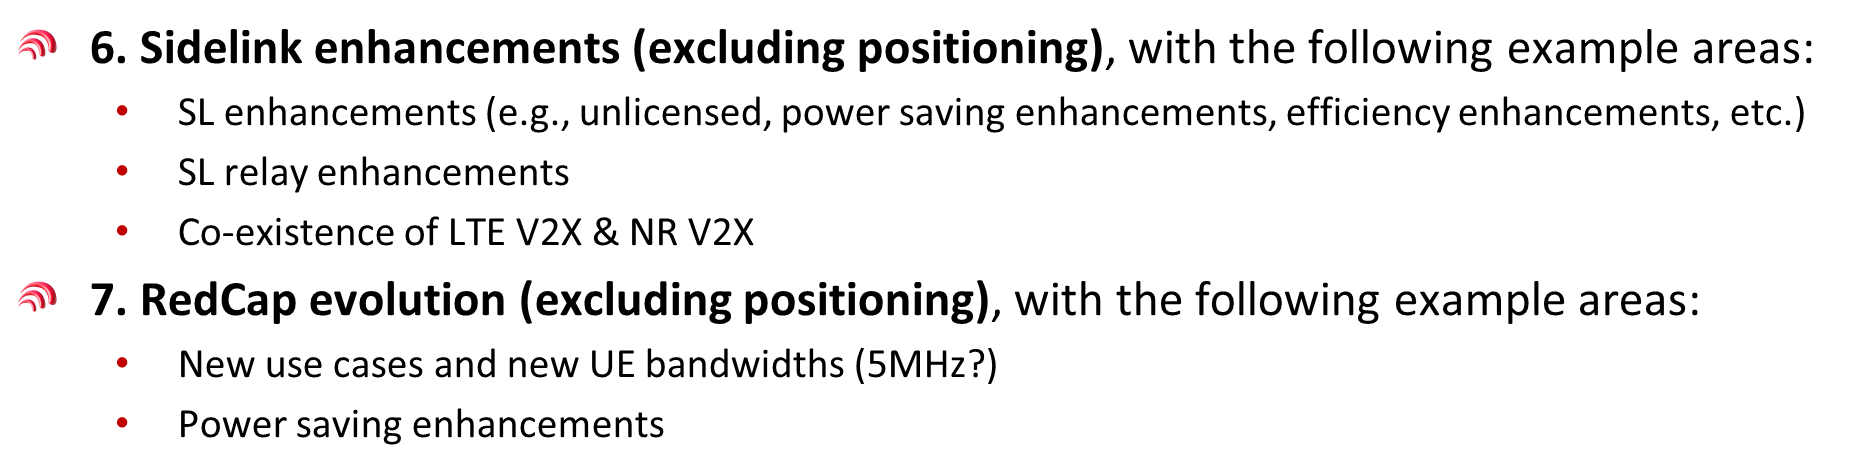 6. Sidelink enhancements (excluding positioning), with the following example areas:
• SL enhancements (e.g., unlicensed, power saving enhancements, efficiency enhancements, etc.)
• SL relay enhancements
• Co-existence of LTE V2X & NR V2X
7. RedCap evolution (excluding positioning), with the following example areas:
• New use cases and new UE bandwidths (5MHz?)
• Power saving enhancements